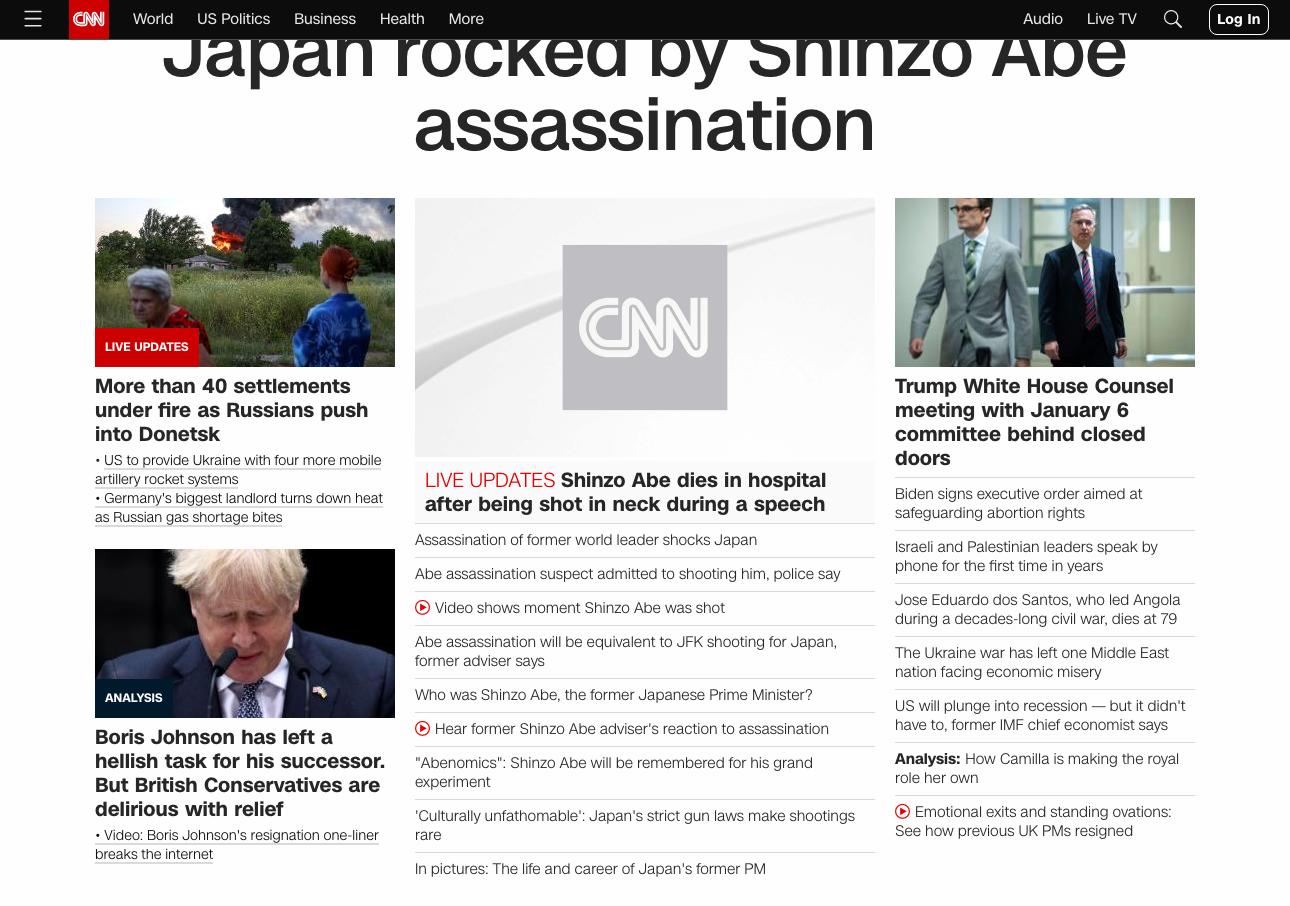 CNN World US Politics Business Health More Audio Live TV Log In
Japan rocked by Shinzo Abe
assassination
LIVE UPDATES
More than 40 settlements
under fire as Russians push
into Donetsk
• US to provide Ukraine with four more mobile
artillery rocket systems
• Germany's biggest landlord turns down heat
as Russian gas shortage bites
ANALYSIS
Boris Johnson has left a
hellish task for his successor.
But British Conservatives are
delirious with relief
• Video: Boris Johnson's resignation one-liner
breaks the internet
CNN
LIVE UPDATES Shinzo Abe dies in hospital
after being shot in neck during a speech
Assassination of former world leader shocks Japan
Abe assassination suspect admitted to shooting him, police say
Video shows moment Shinzo Abe was shot
Abe assassination will be equivalent to JFK shooting for Japan,
former adviser says
Who was Shinzo Abe, the former Japanese Prime Minister?
Hear former Shinzo Abe adviser's reaction to assassination
"Abenomics": Shinzo Abe will be remembered for his grand
experiment
'Culturally unfathomable': Japan's strict gun laws make shootings
rare
In pictures: The life and career of Japan's former PM
Trump White House Counsel
meeting with January 6
committee behind closed
doors
Biden signs executive order aimed at
safeguarding abortion rights
Israeli and Palestinian leaders speak by
phone for the first time in years
Jose Eduardo dos Santos, who led Angola
during a decades-long civil war, dies at 79
The Ukraine war has left one Middle East
nation facing economic misery
US will plunge into recession — but it didn't
have to, former IMF chief economist says
Analysis: How Camilla is making the royal
role her own
Emotional exits and standing ovations:
See how previous UK PMs resigned